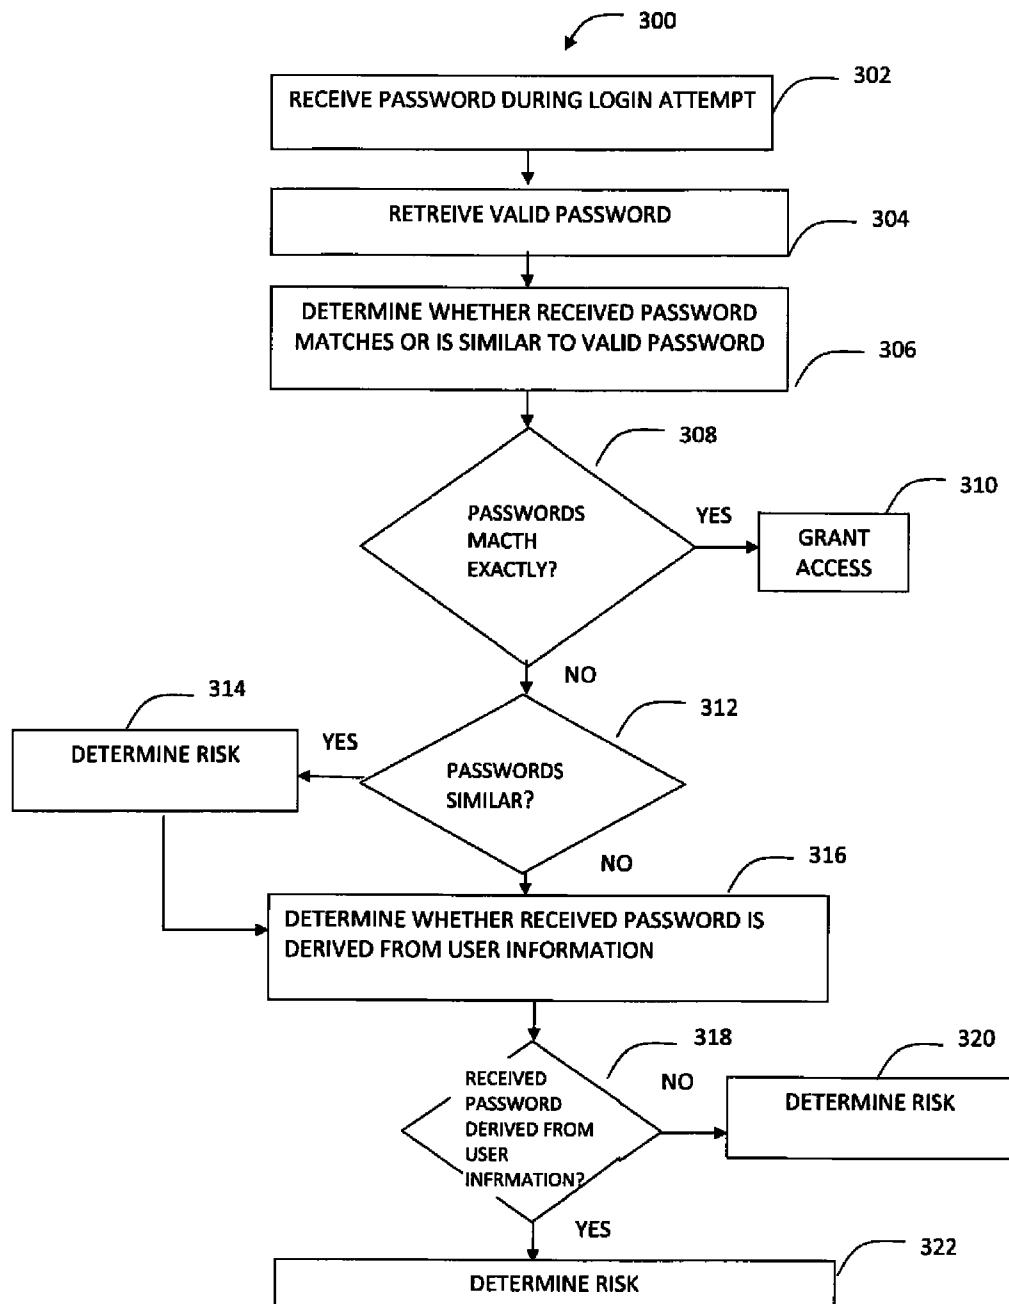 300
302
RECEIVE PASSWORD DURING LOGIN ATTEMPT
RETREIVE VALID PASSWORD
304
DETERMINE WHETHER RECEIVED PASSWORD
MATCHES OR IS SIMILAR TO VALID PASSWORD
306
308
PASSWORDS
MACTH
EXACTLY?
YES
310
GRANT
ACCESS
NO
314
312
DETERMINE RISK
YES
PASSWORDS
SIMILAR?
NO
316
DETERMINE WHETHER RECEIVED PASSWORD IS
DERIVED FROM USER INFORMATION
318
RECEIVED
PASSWORD
DERIVED FROM
USER
INFRMATION?
NO
320
DETERMINE RISK
YES
322
DETERMINE RISK